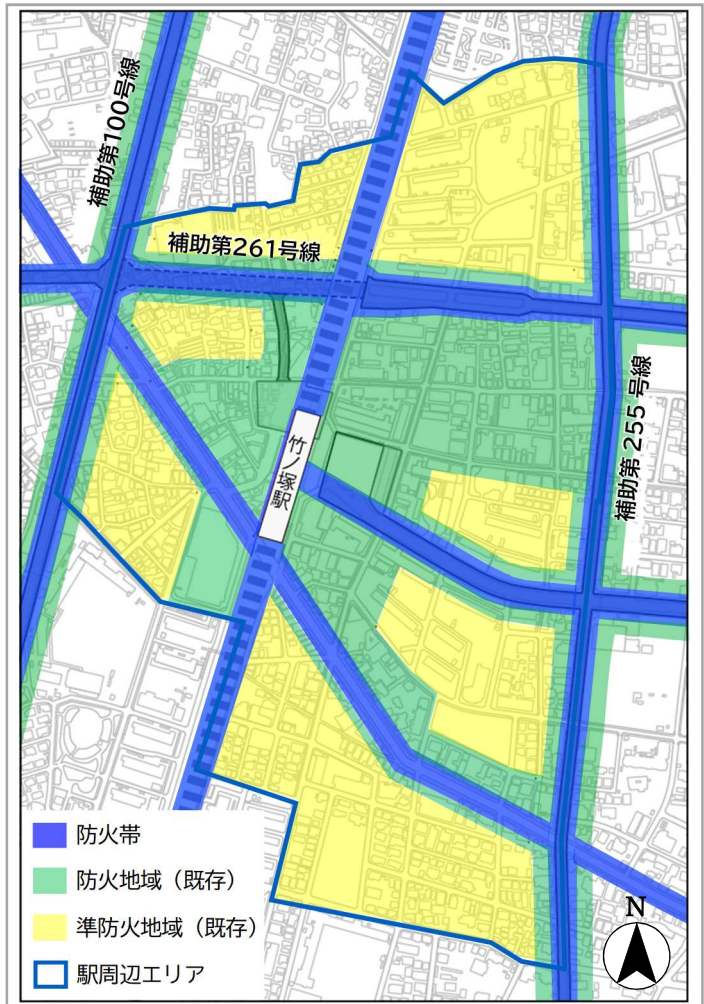 補助第100号線
補助第261号線
補助第255号線
竹ノ塚駅
防火帯
防火地域（既存）
準防火地域（既存）
駅周辺エリア
N